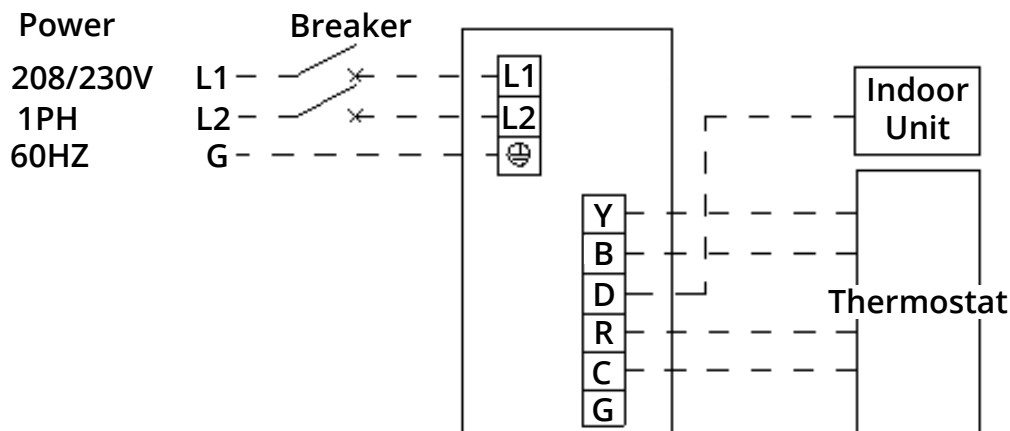 Power
Breaker
208/230V L1
L1
1PH L2
L2
60HZ G
Indoor
Unit
Y
B
D
R
C
G
Thermostat